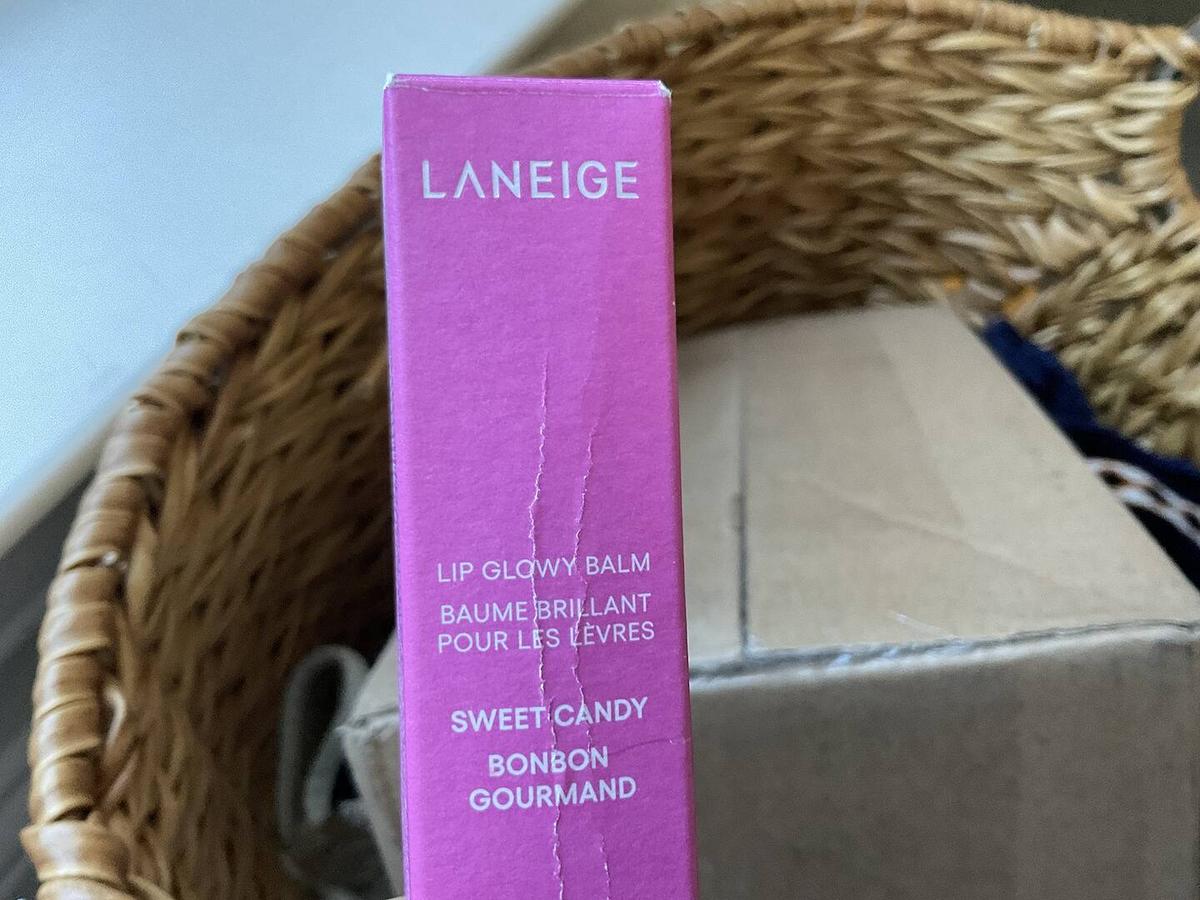 LANEIGE
LIP GLOWY BALM
BAUME BRILLANT
POUR LES LÈVRES
SWEET CANDY
BONBON
GOURMAND